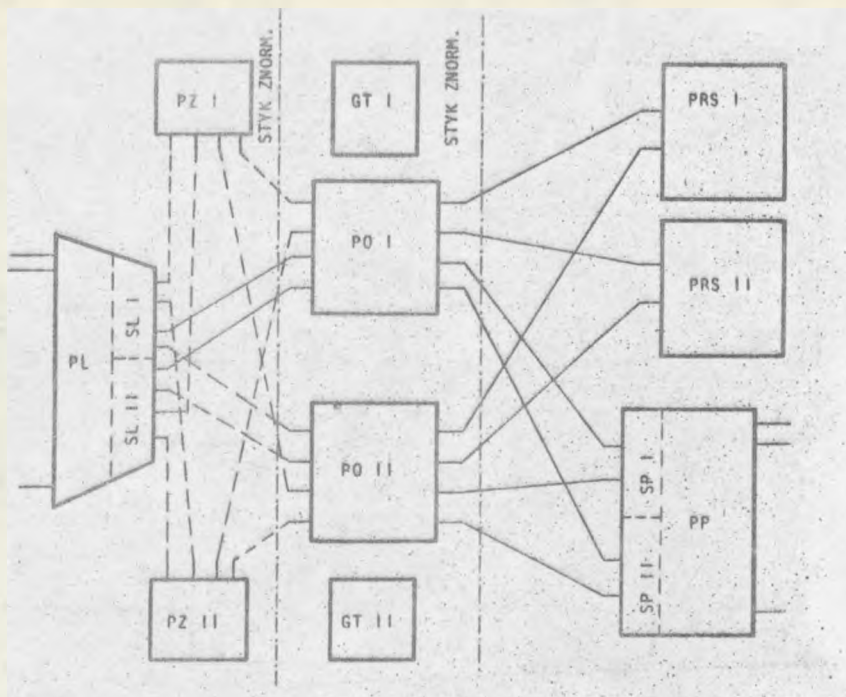 STYK ZNORM.
STYK ZNORM.
PZ I
GT I
PRS I
PO I
PRS II
SL I
PL
SL II
PO II
SP I
PP
SP II
PZ II
GT II